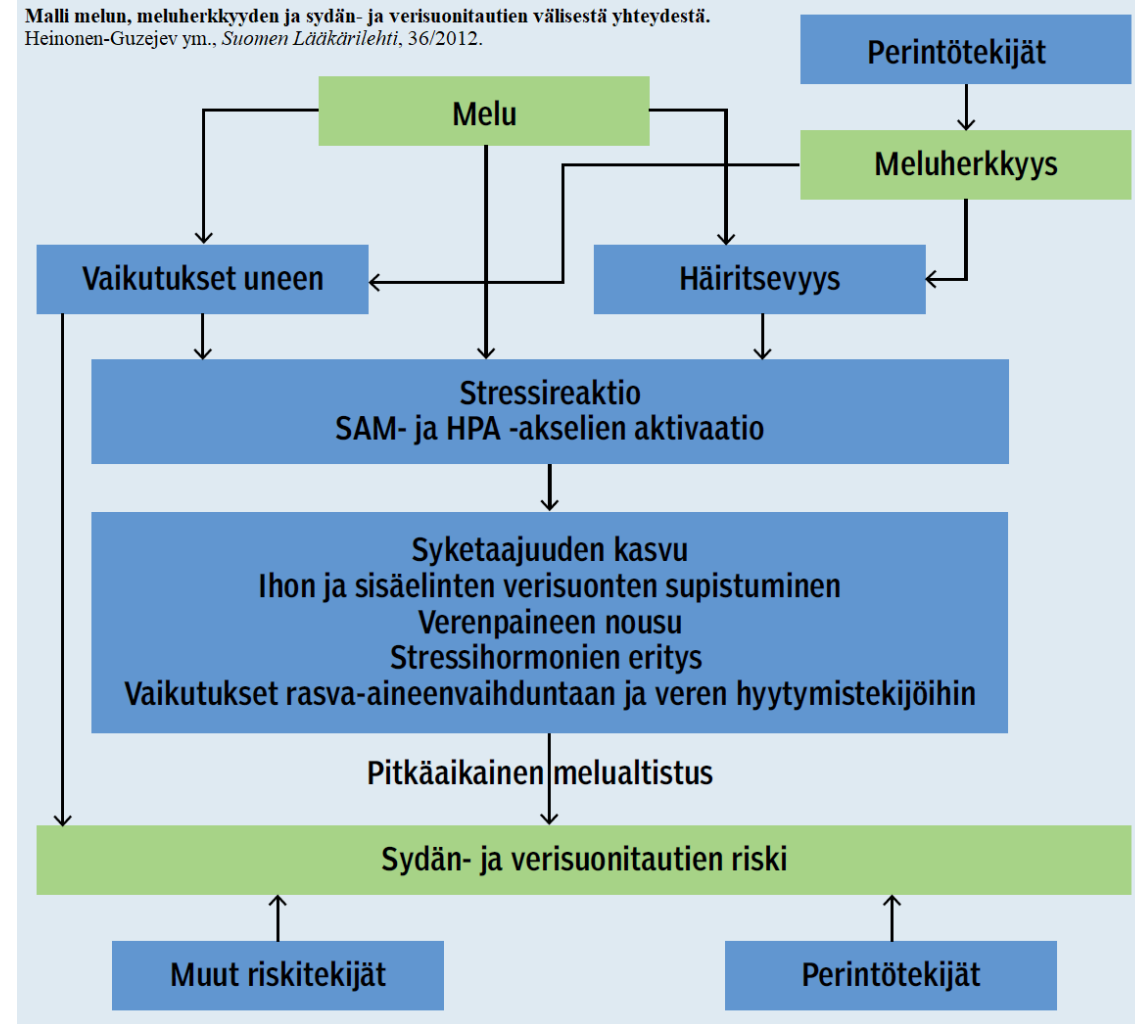 Malli melun, meluherkkyyden ja sydän- ja verisuonitautien välisestä yhteydestä.
Heinonen-Guzejev ym., Suomen Lääkärilehti, 36/2012.
Perintötekijät
Melu
Meluherkkyys
Vaikutukset uneen
Häiritsevyys
Stressireaktio
SAM- ja HPA -akselien aktivaatio
Syketaajuuden kasvu
Ihon ja sisäelinten verisuonten supistuminen
Verenpaineen nousu
Stressihormonien eritys
Vaikutukset rasva-aineenvaihduntaan ja veren hyytymistekijöihin
Pitkäaikainen melualtistus
Sydän- ja verisuonitautien riski
Muut riskitekijät
Perintötekijät